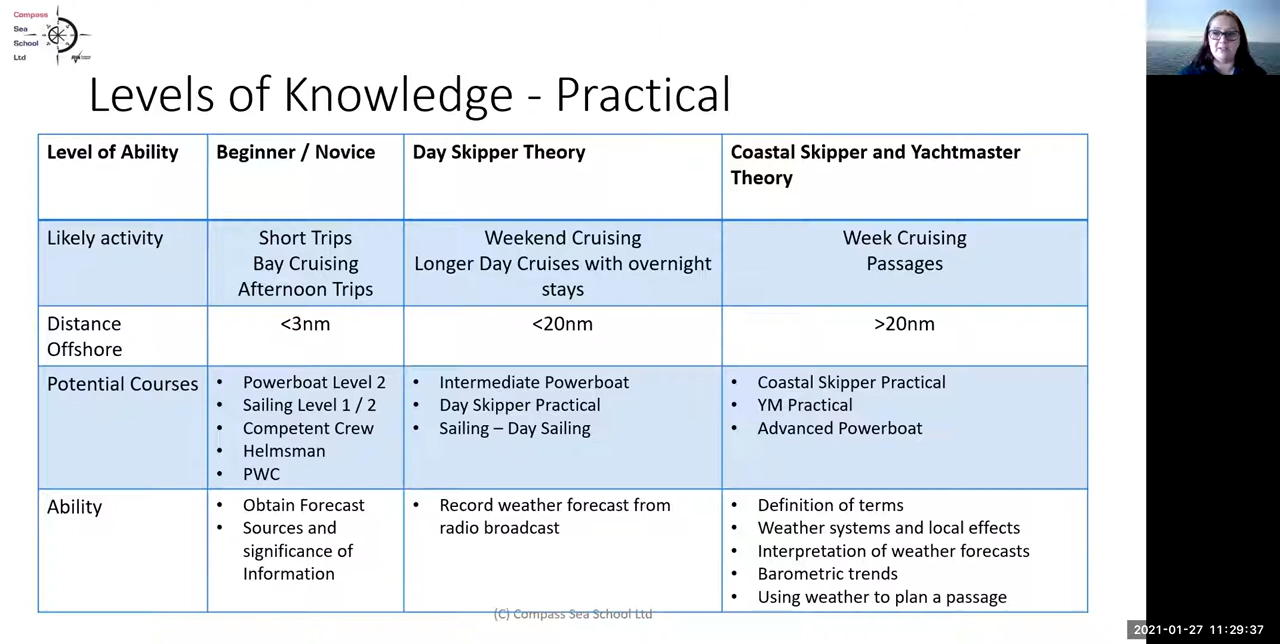 Compass
Sea
School
Ltd
Levels of Knowledge - Practical
Level of Ability
Beginner / Novice
Day Skipper Theory
Coastal Skipper and Yachtmaster
Theory
Likely activity
Short Trips
Bay Cruising
Afternoon Trips
Weekend Cruising
Longer Day Cruises with overnight
stays
Week Cruising
Passages
Distance
Offshore
<3nm
<20nm
>20nm
Potential Courses
• Powerboat Level 2
• Sailing Level 1 / 2
• Competent Crew
• Helmsman
• PWC
• Intermediate Powerboat
• Day Skipper Practical
• Sailing – Day Sailing
• Coastal Skipper Practical
• YM Practical
• Advanced Powerboat
Ability
• Obtain Forecast
• Sources and
significance of
Information
• Record weather forecast from
radio broadcast
• Definition of terms
• Weather systems and local effects
• Interpretation of weather forecasts
• Barometric trends
• Using weather to plan a passage
(C) Compass Sea School Ltd
2021-01-27 11:29:37